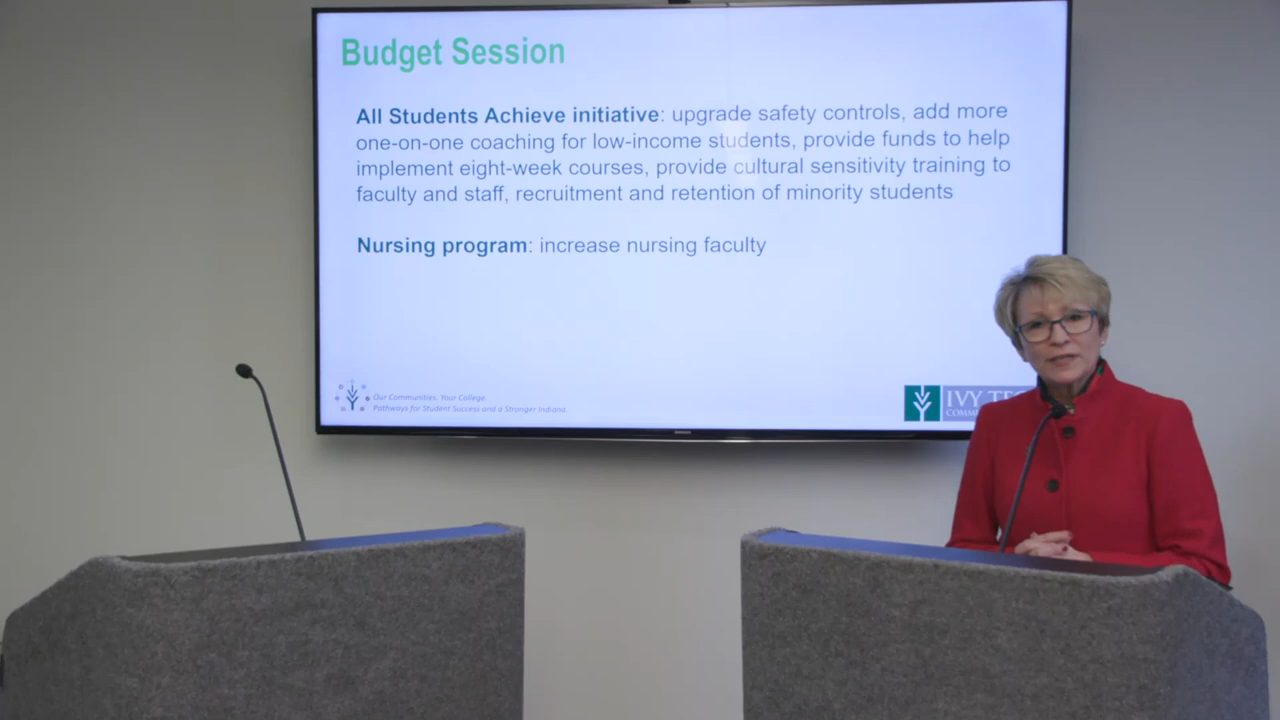 Budget Session
All Students Achieve initiative: upgrade safety controls, add more
one-on-one coaching for low-income students, provide funds to help
implement eight-week courses, provide cultural sensitivity training to
faculty and staff, recruitment and retention of minority students
Nursing program: increase nursing faculty
Our Communities. Your College.
Pathways for Student Success and a Stronger Indiana.
IVY